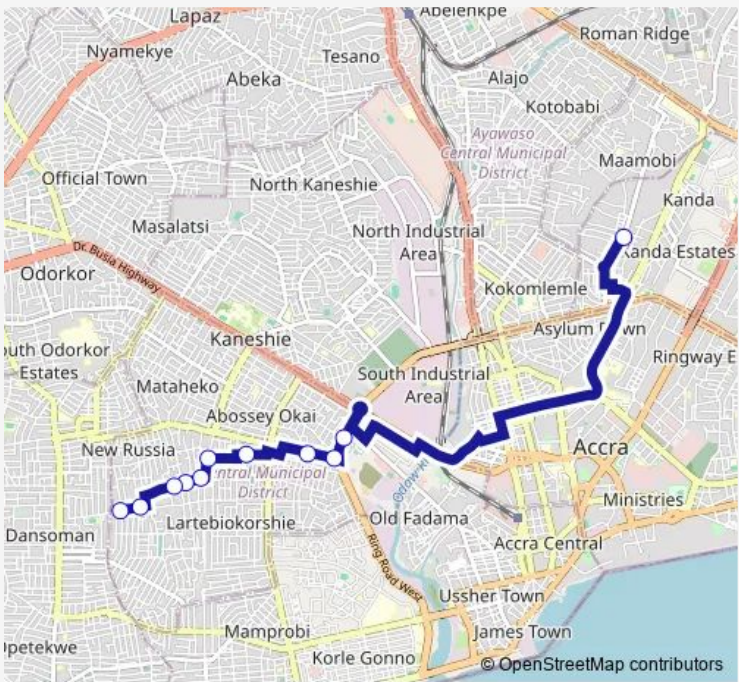 Lapaz
Abelenkpe
Nyamekye
Roman Ridge
Tesano
Abeka
Alajo
Kotobabi
Ayawaso
Central Municipal
District
Maamobi
Official Town
North Kaneshie
Kanda
Masalatsi
North Industrial
Area
Dr. Busia Highway
Kanda Estates
Odorkor
Kokomlemle
Asylum Down
Kaneshie
outh Odorkor
Estates
Ringway E
South Industrial
Area
Mataheko
Abossey Okai
New Russia
Accra
ntral Municipal
District
Odaw Ri
Ministries
Lartebiokorshie
Old Fadama
Dansoman
Accra Central
Ring Road West
Ussher Town
Mamprobi
James Town
Opetekwe
Korle Gonno
© OpenStreetMap contributors